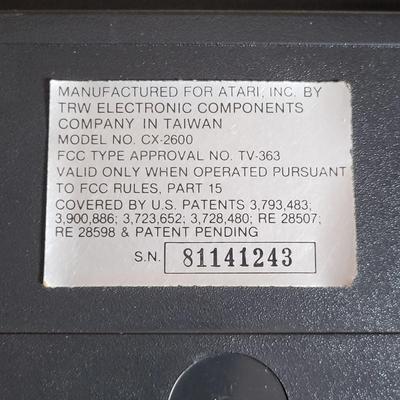 MANUFACTURED FOR ATARI, INC. BY
TRW ELECTRONIC COMPONENTS
COMPANY IN TAIWAN
MODEL NO. CX-2600
FCC TYPE APPROVAL NO. TV-363
VALID ONLY WHEN OPERATED PURSUANT
TO FCC RULES, PART 15
COVERED BY U.S. PATENTS 3,793,483;
3,900,886; 3,723,652; 3,728,480; RE 28507;
RE 28598 & PATENT PENDING
S.N. 81141243